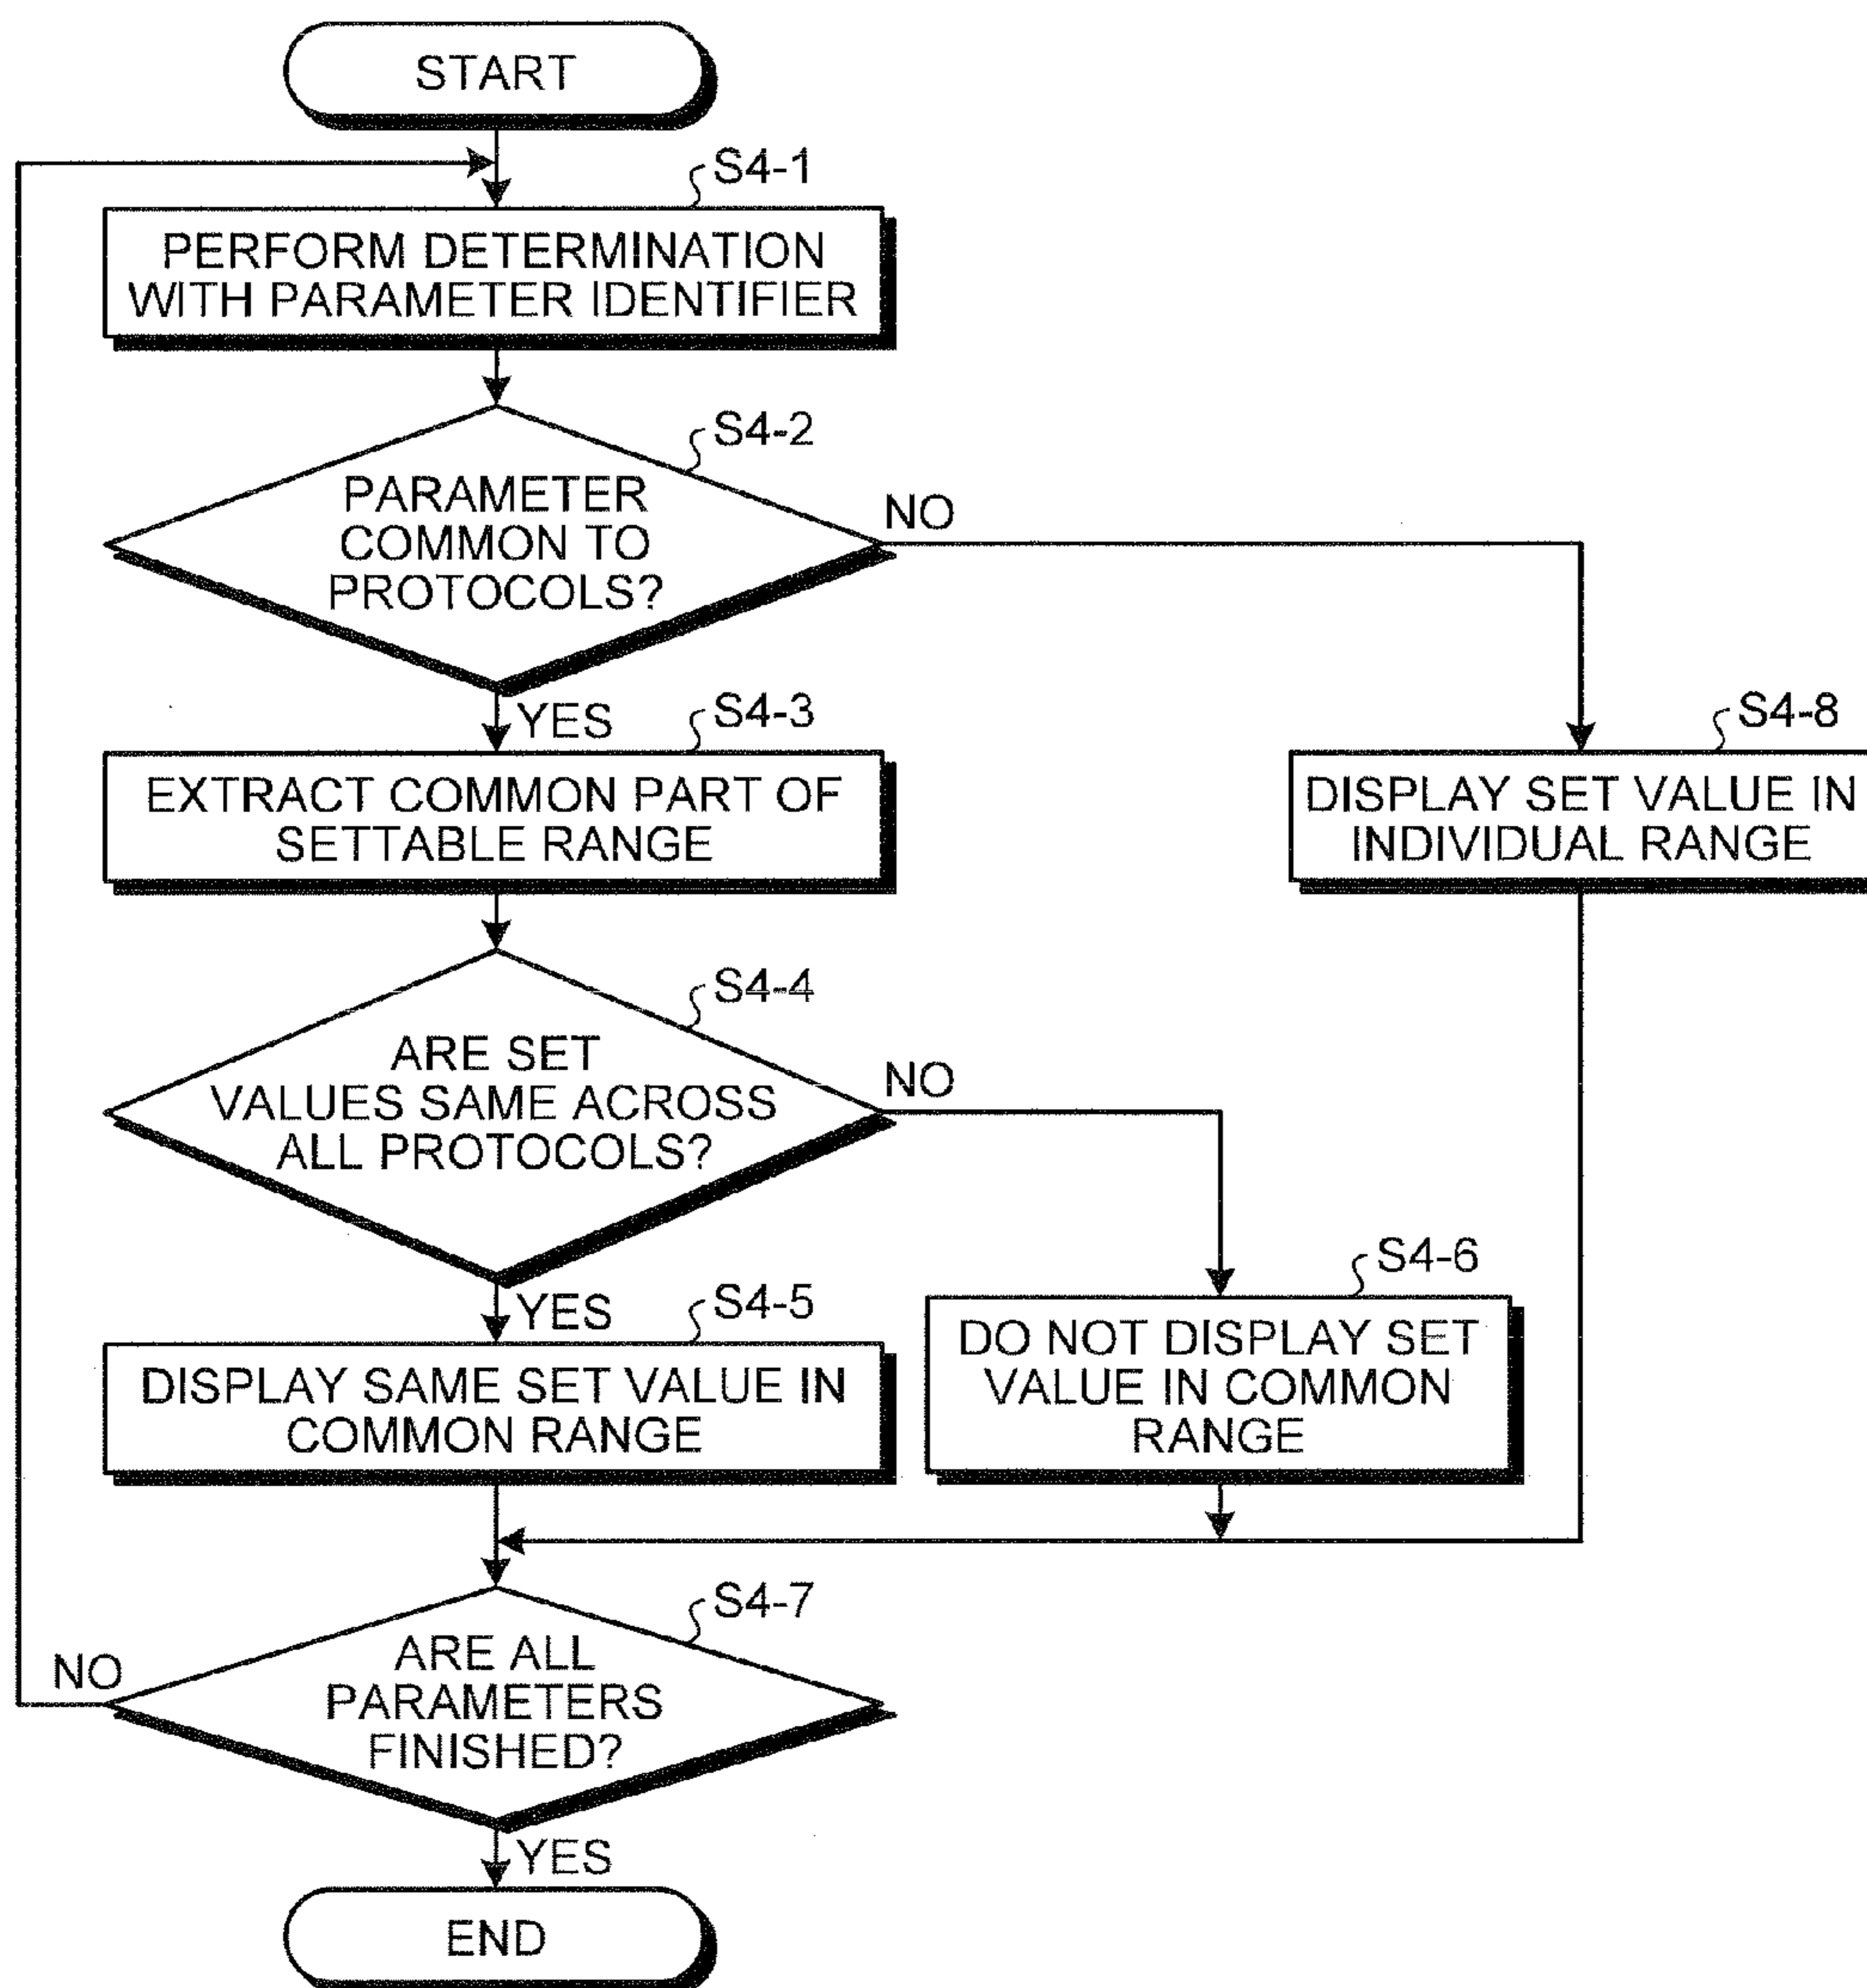 START
S4-1
PERFORM DETERMINATION
WITH PARAMETER IDENTIFIER
S4-2
PARAMETER
COMMON TO
PROTOCOLS?
NO
YES
S4-3
EXTRACT COMMON PART OF
SETTABLE RANGE
S4-8
DISPLAY SET VALUE IN
INDIVIDUAL RANGE
S4-4
ARE SET
VALUES SAME ACROSS
ALL PROTOCOLS?
NO
YES
S4-5
DISPLAY SAME SET VALUE IN
COMMON RANGE
S4-6
DO NOT DISPLAY SET
VALUE IN COMMON
RANGE
S4-7
ARE ALL
PARAMETERS
FINISHED?
NO
YES
END